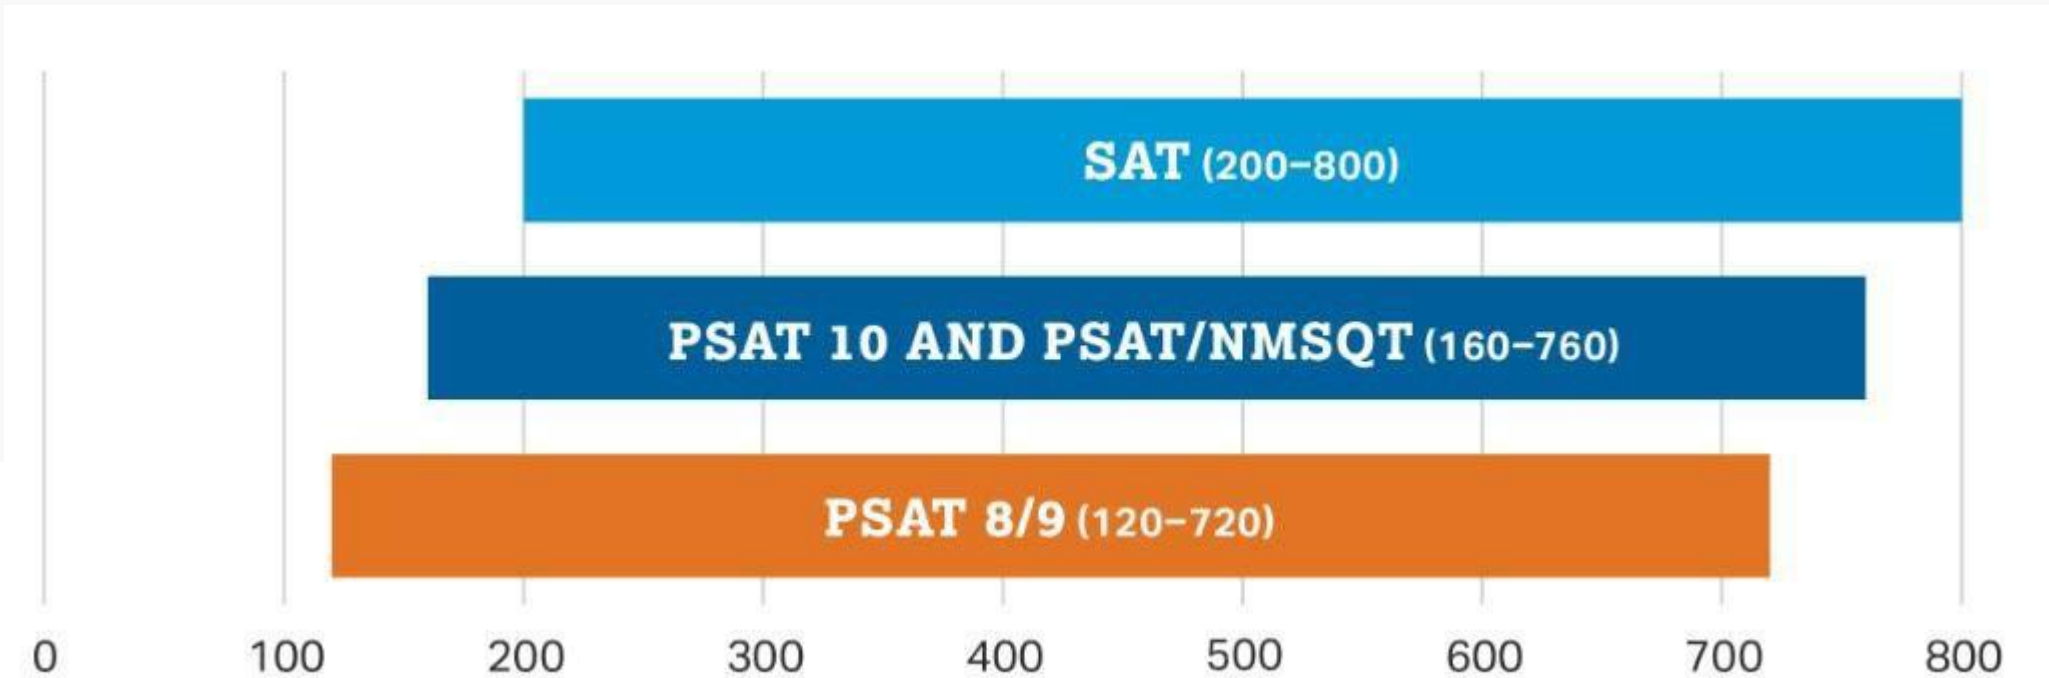 SAT (200–800)
PSAT 10 AND PSAT/NMSQT (160–760)
PSAT 8/9 (120–720)
0 100 200 300 400 500 600 700 800